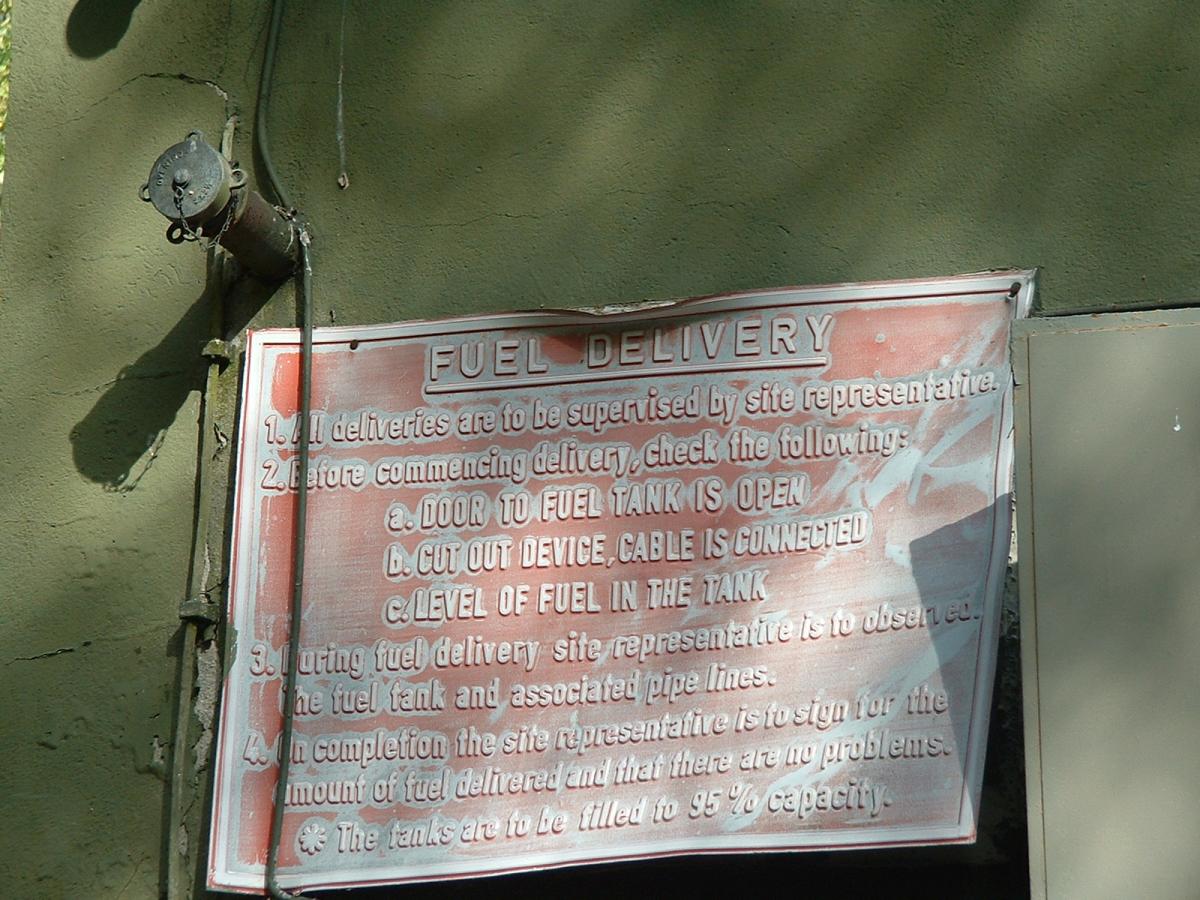 FUEL DELIVERY
1. All deliveries are to be supervised by site representative.
2. Before commencing delivery, check the following:
a. DOOR TO FUEL TANK IS OPEN
b. CUT OUT DEVICE, CABLE IS CONNECTED
c. LEVEL OF FUEL IN THE TANK
3. During fuel delivery site representative is to observed.
the fuel tank and associated pipe lines.
4. On completion the site representative is to sign for the
amount of fuel delivered and that there are no problems.
* The tanks are to be filled to 95 % capacity.